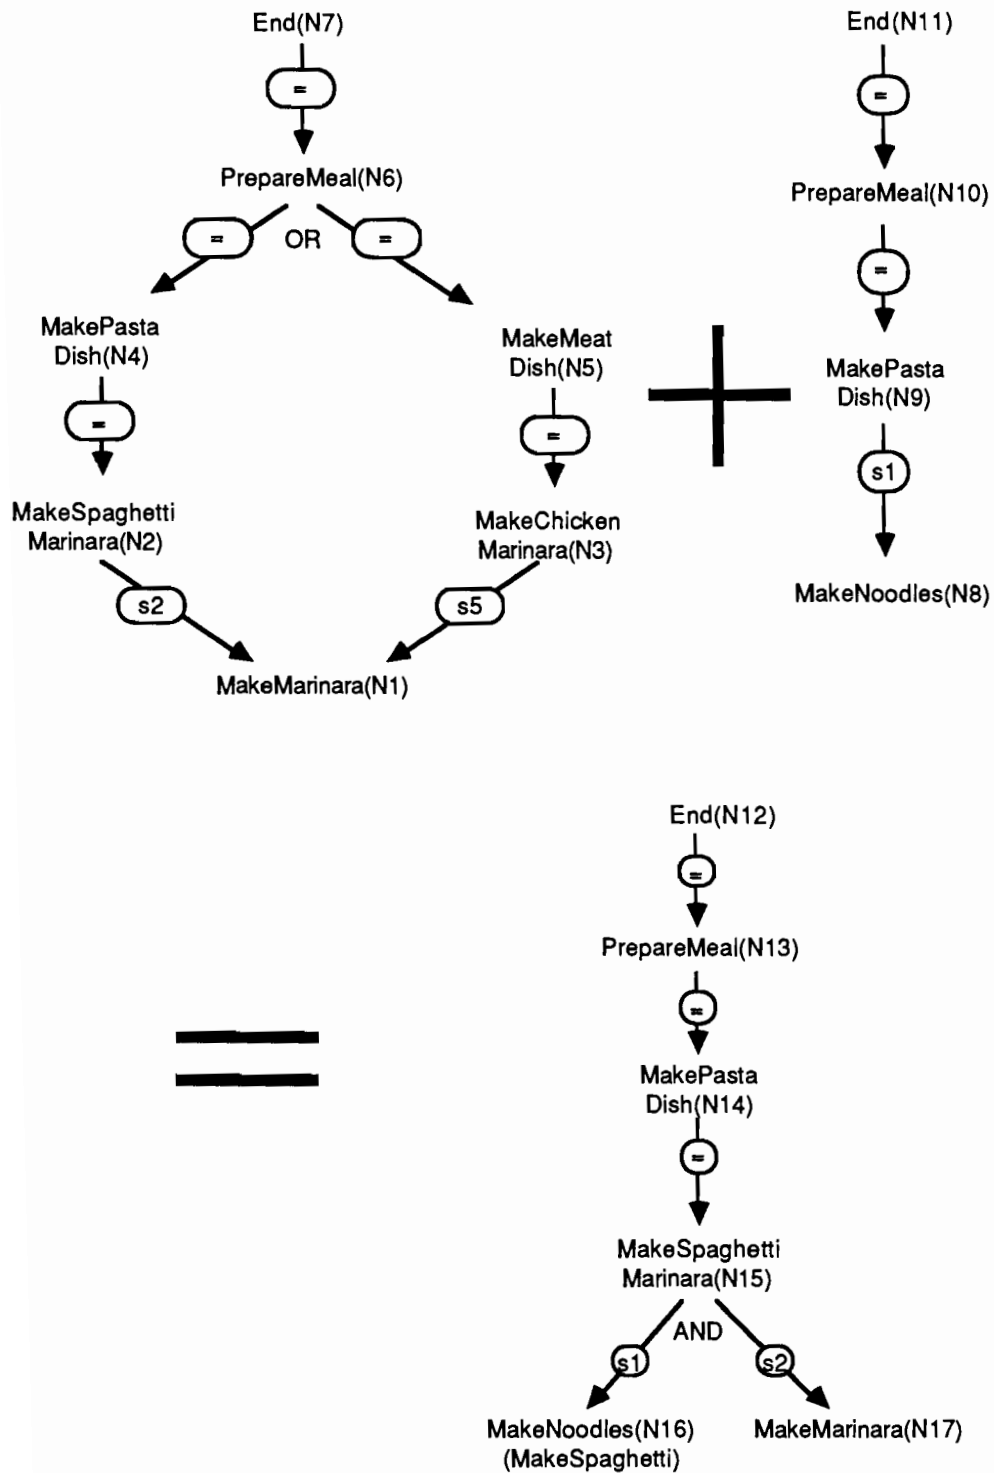 End(N7)
=
PrepareMeal(N6)
=
OR
=
MakePasta
Dish(N4)
=
MakeSpaghetti
Marinara(N2)
s2
MakeMeat
Dish(N5)
=
MakeChicken
Marinara(N3)
s5
MakeMarinara(N1)
+
End(N11)
=
PrepareMeal(N10)
=
MakePasta
Dish(N9)
s1
MakeNoodles(N8)
=
End(N12)
=
PrepareMeal(N13)
=
MakePasta
Dish(N14)
=
MakeSpaghetti
Marinara(N15)
AND
s1
s2
MakeNoodles(N16)
(MakeSpaghetti)
MakeMarinara(N17)